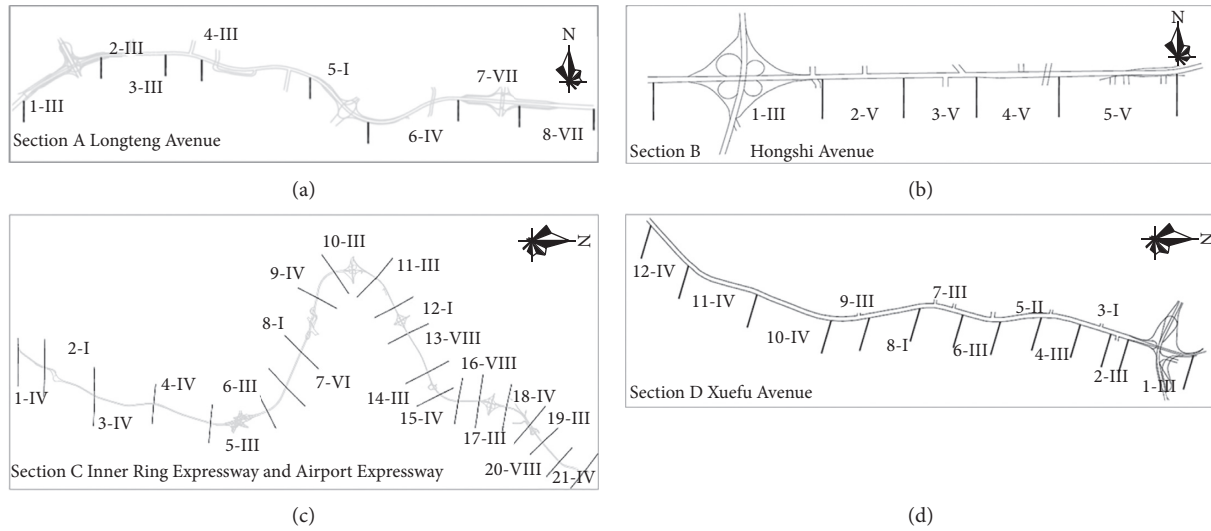 N
4-III
2-III
5-I
7-VII
3-III
1-III
6-IV
8-VII
Section A Longteng Avenue
(a)
N
1-III 2-V 3-V 4-V 5-V
Section B Hongshi Avenue
(b)
N
10-III
11-III
9-IV
12-I
8-I
13-VIII
2-I
16-VIII
4-IV
6-III
7-VI
1-IV
14-III
18-IV
3-IV
15-IV
19-III
5-III
17-III
20-VIII
21-IV
Section C Inner Ring Expressway and Airport Expressway
(c)
N
12-IV
7-III
11-IV
9-III
5-II
3-I
10-IV
8-I
6-III
4-III
2-III
1-III
Section D Xuefu Avenue
(d)